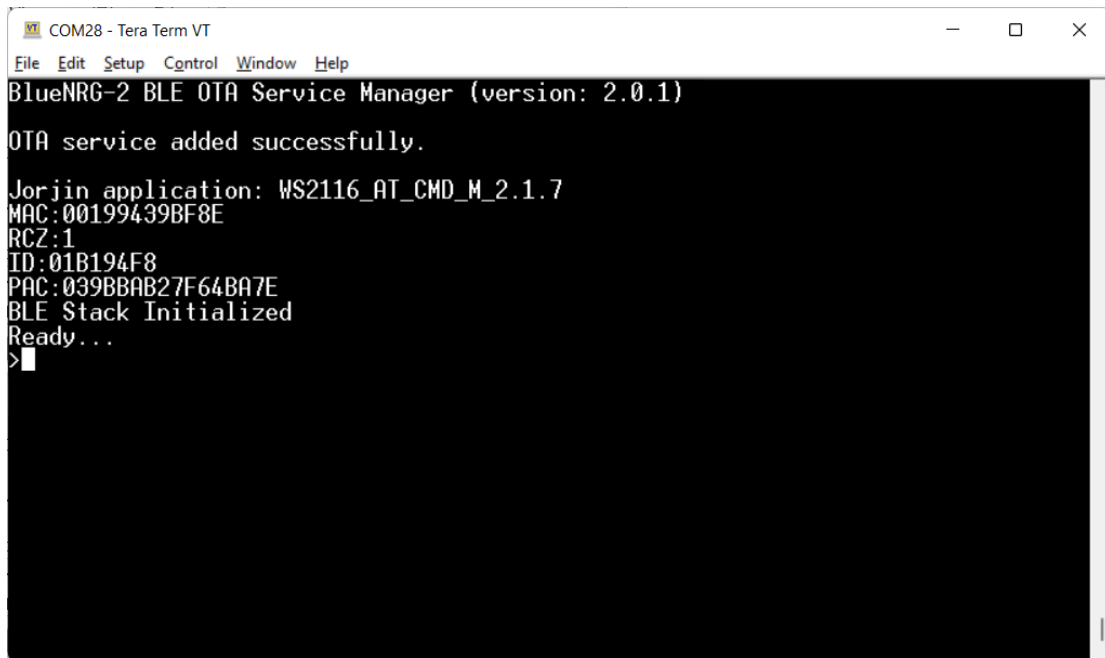 COM28 - Tera Term VT
File Edit Setup Control Window Help
BlueNRG-2 BLE OTA Service Manager (version: 2.0.1)
OTA service added successfully.
Jorjin application: WS2116_AT_CMD_M_2.1.7
MAC:00199439BF8E
RCZ:1
ID:01B194F8
PAC:039BBAB27F64BA7E
BLE Stack Initialized
Ready...
>